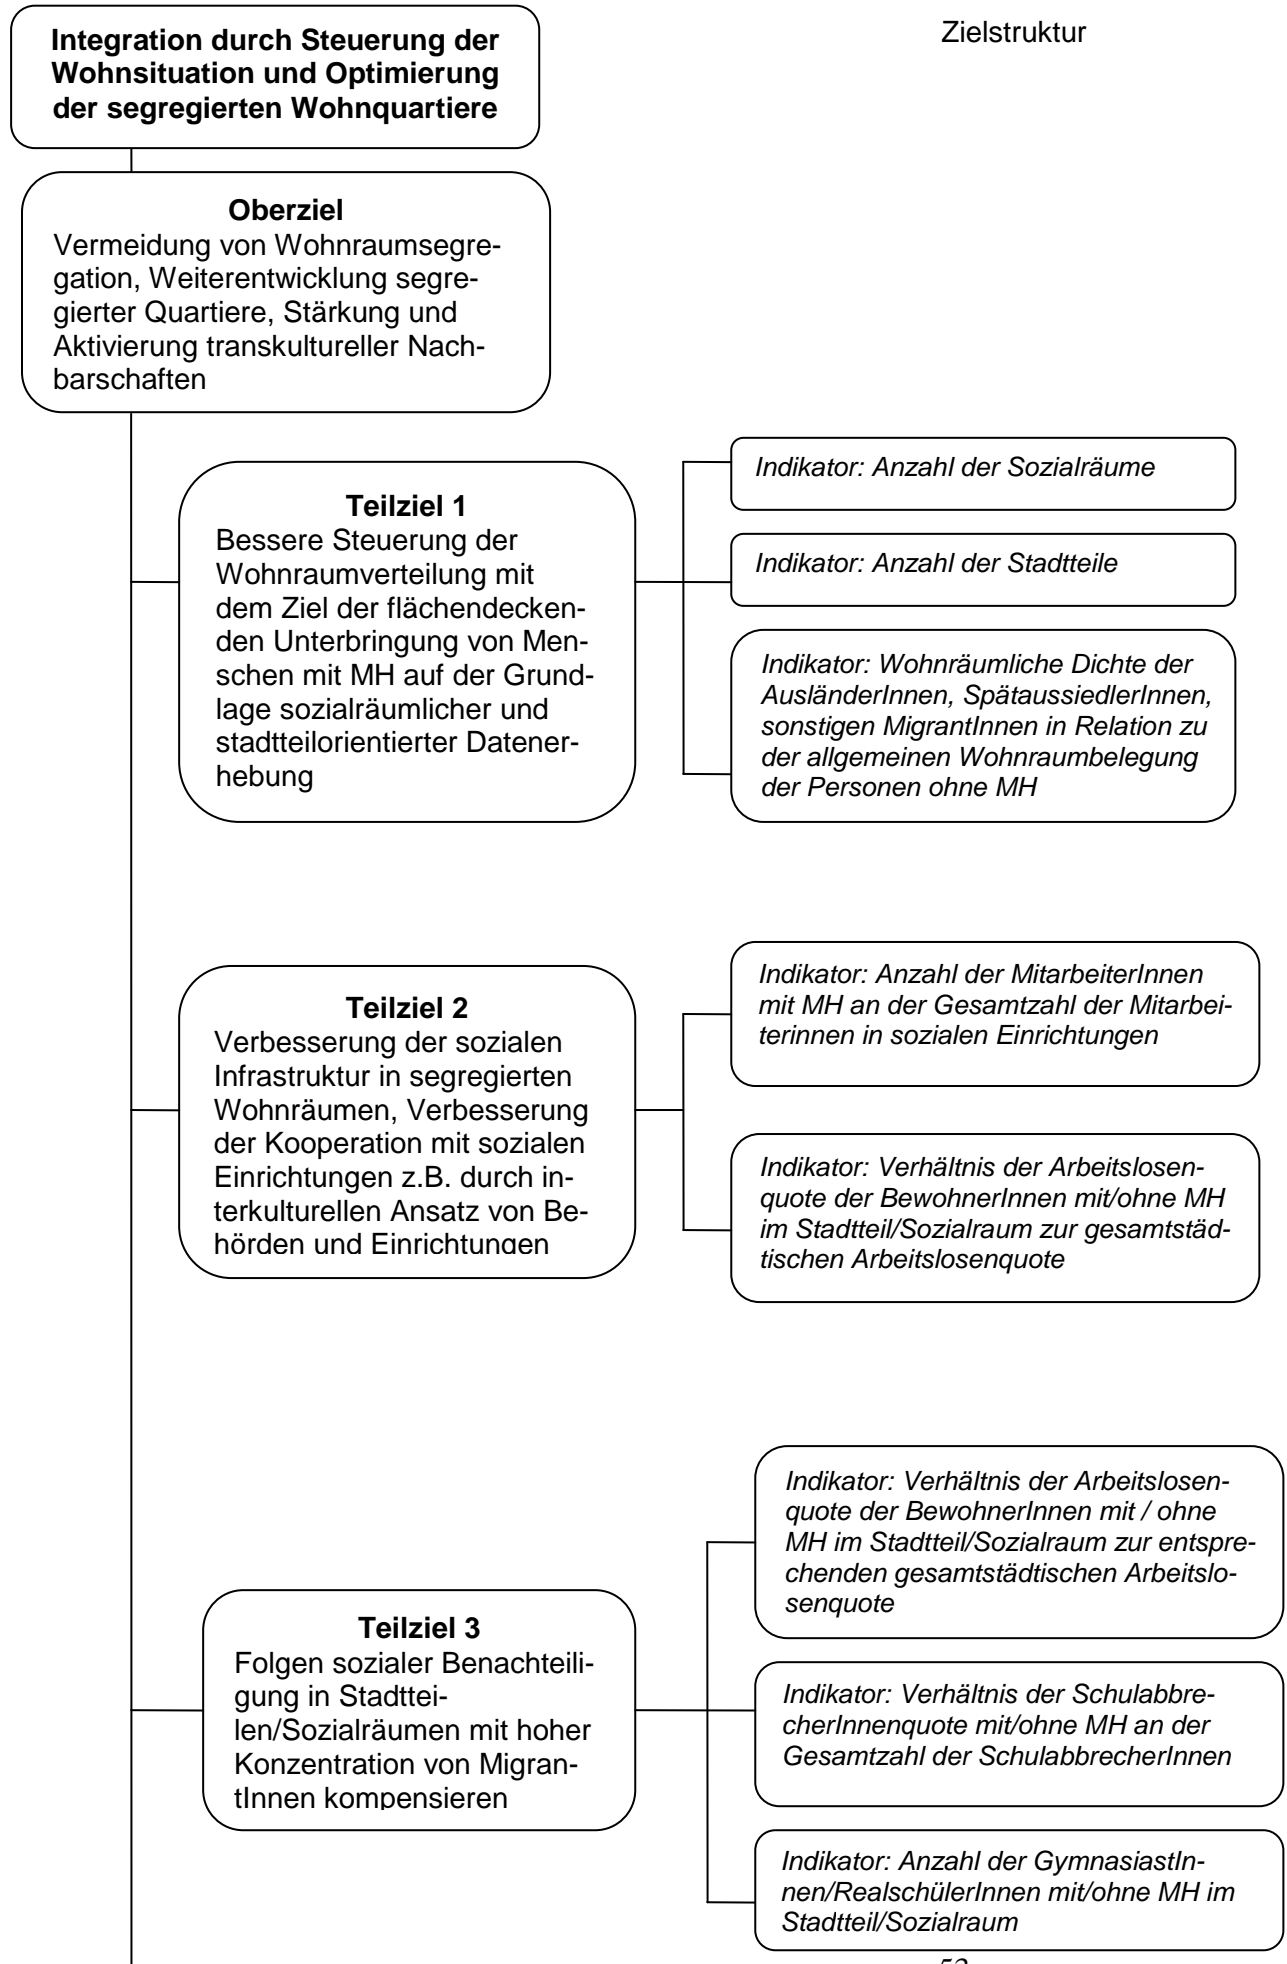 Zielstruktur
Integration durch Steuerung der
Wohnsituation und Optimierung
der segregierten Wohnquartiere
Oberziel
Vermeidung von Wohnraumsegre-
gation, Weiterentwicklung segre-
gierter Quartiere, Stärkung und
Aktivierung transkultureller Nach-
barschaften
Teilziel 1
Bessere Steuerung der
Wohnraumverteilung mit
dem Ziel der flächendecken-
den Unterbringung von Men-
schen mit MH auf der Grund-
lage sozialräumlicher und
stadtteilorientierter Datener-
hebung
Indikator: Anzahl der Sozialräume
Indikator: Anzahl der Stadtteile
Indikator: Wohnräumliche Dichte der
AusländerInnen, SpätaussiedlerInnen,
sonstigen MigrantInnen in Relation zu
der allgemeinen Wohnraumbelegung
der Personen ohne MH
Teilziel 2
Verbesserung der sozialen
Infrastruktur in segregierten
Wohnräumen, Verbesserung
der Kooperation mit sozialen
Einrichtungen z.B. durch in-
terkulturellen Ansatz von Be-
hörden und Einrichtungen
Indikator: Anzahl der MitarbeiterInnen
mit MH an der Gesamtzahl der Mitarbei-
terinnen in sozialen Einrichtungen
Indikator: Verhältnis der Arbeitslosen-
quote der BewohnerInnen mit/ohne MH
im Stadtteil/Sozialraum zur gesamtstäd-
tischen Arbeitslosenquote
Teilziel 3
Folgen sozialer Benachteili-
gung in Stadttei-
len/Sozialräumen mit hoher
Konzentration von Migran-
tInnen kompensieren
Indikator: Verhältnis der Arbeitslosen-
quote der BewohnerInnen mit / ohne
MH im Stadtteil/Sozialraum zur entspre-
chenden gesamtstädtischen Arbeitslo-
senquote
Indikator: Verhältnis der Schulabbre-
cherInnenquote mit/ohne MH an der
Gesamtzahl der SchulabbrecherInnen
Indikator: Anzahl der GymnasiastIn-
nen/RealschülerInnen mit/ohne MH im
Stadtteil/Sozialraum